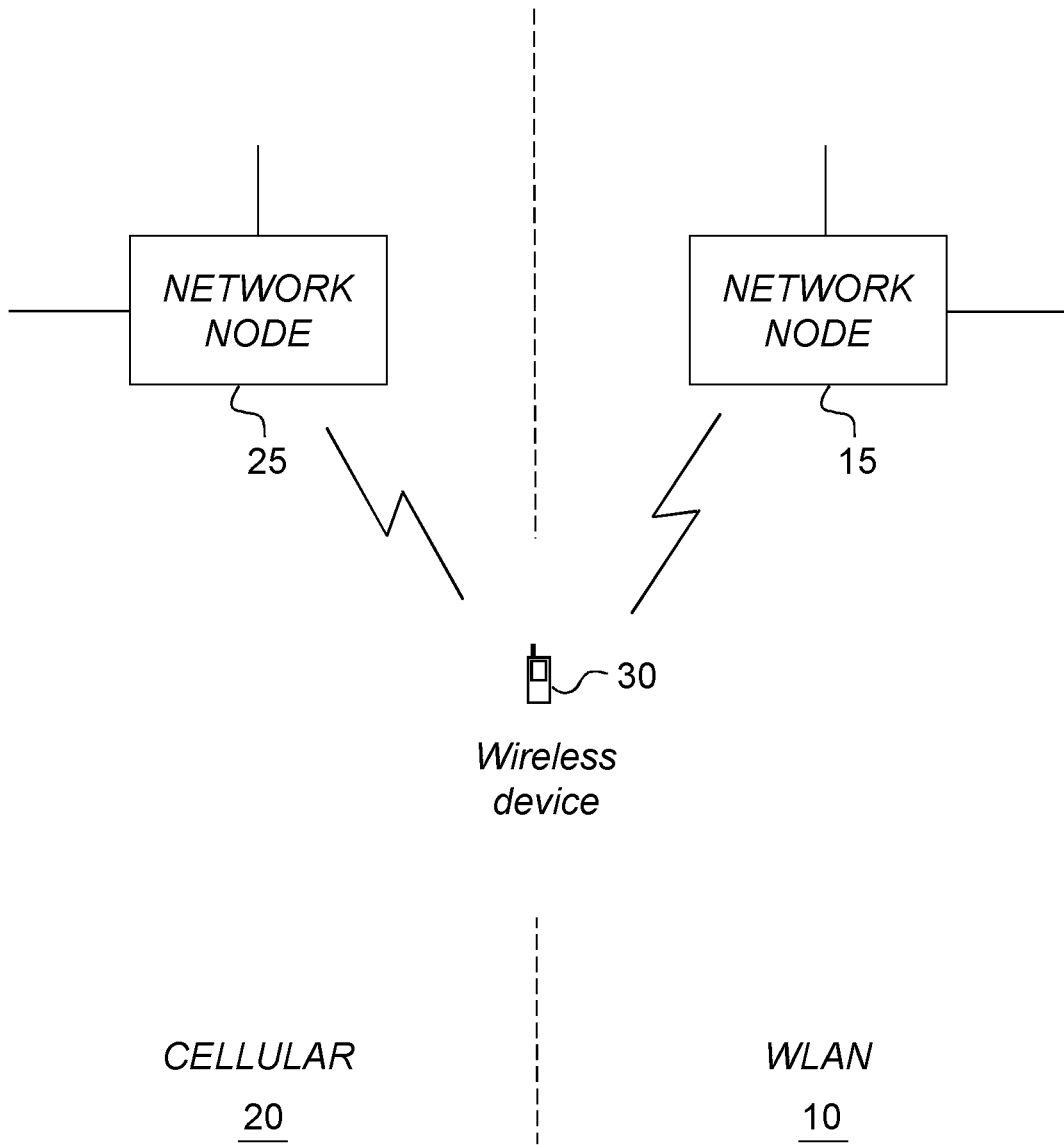 NETWORK
NODE
25
NETWORK
NODE
15
30
Wireless
device
CELLULAR
20
WLAN
10